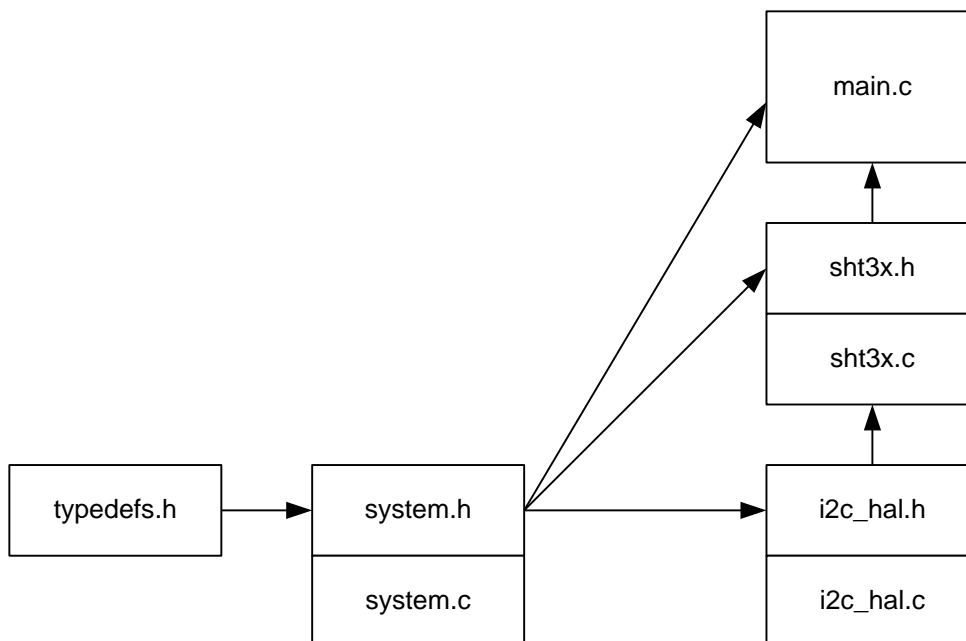 main.c
sht3x.h
sht3x.c
typedefs.h
system.h
i2c_hal.h
system.c
i2c_hal.c